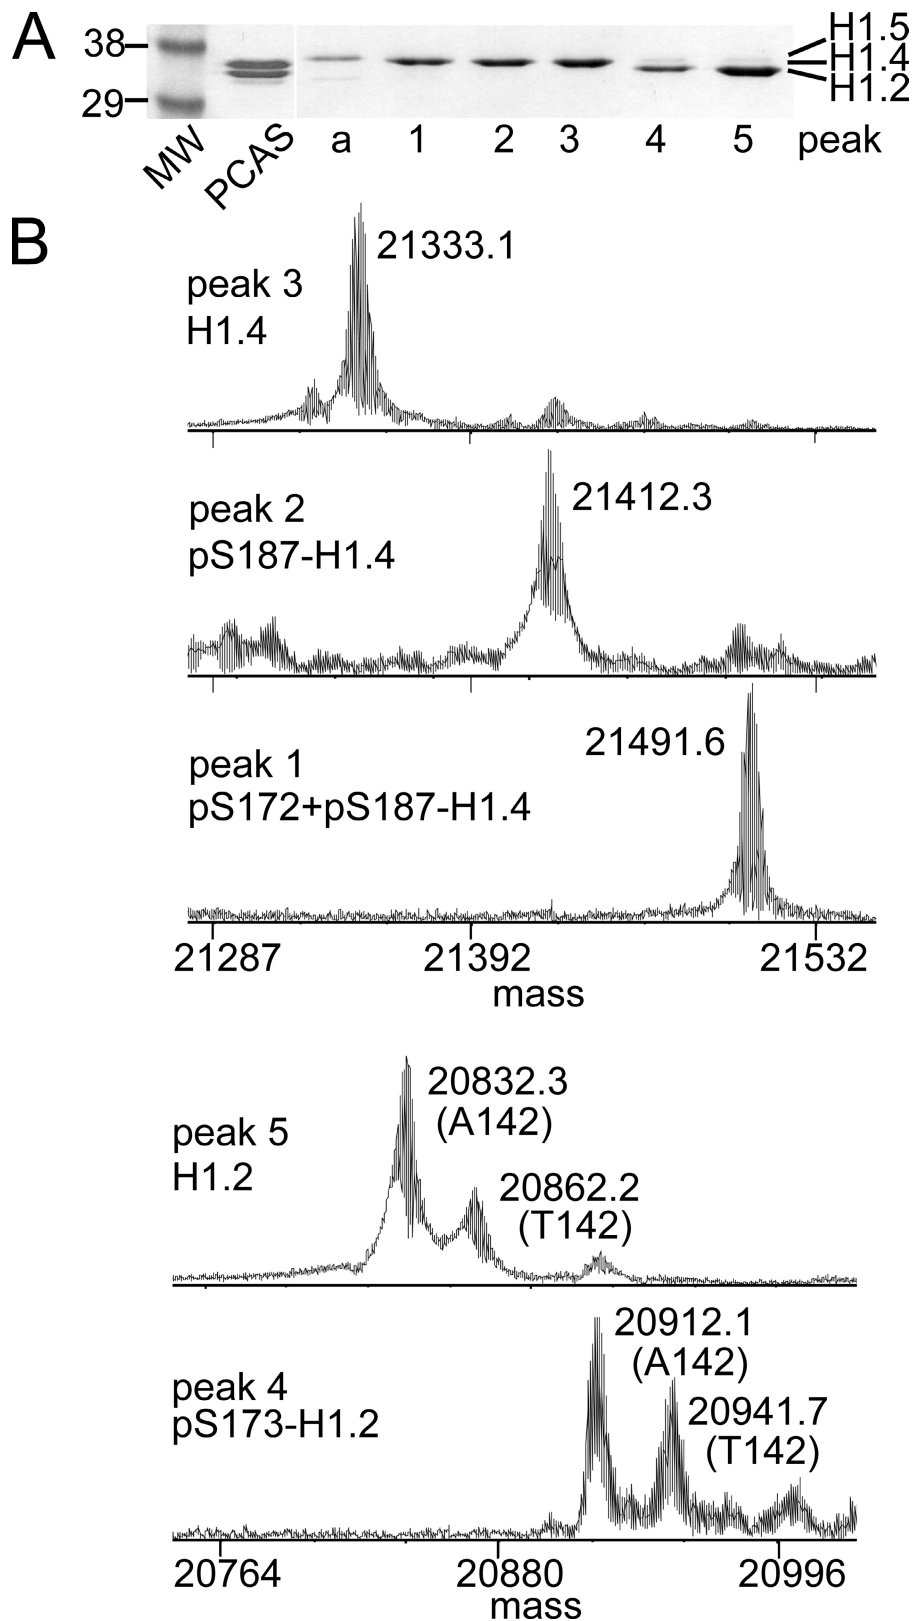 A
38
29
H1.5
H1.4
H1.2
MW
PCAS
a 1 2 3 4 5 peak
B
21333.1
peak 3
H1.4
21412.3
peak 2
pS187-H1.4
21491.6
peak 1
pS172+pS187-H1.4
21287 21392 21532
mass
20832.3
(A142)
peak 5
H1.2
20862.2
(T142)
20912.1
(A142)
peak 4
pS173-H1.2
20941.7
(T142)
20764 20880 20996
mass